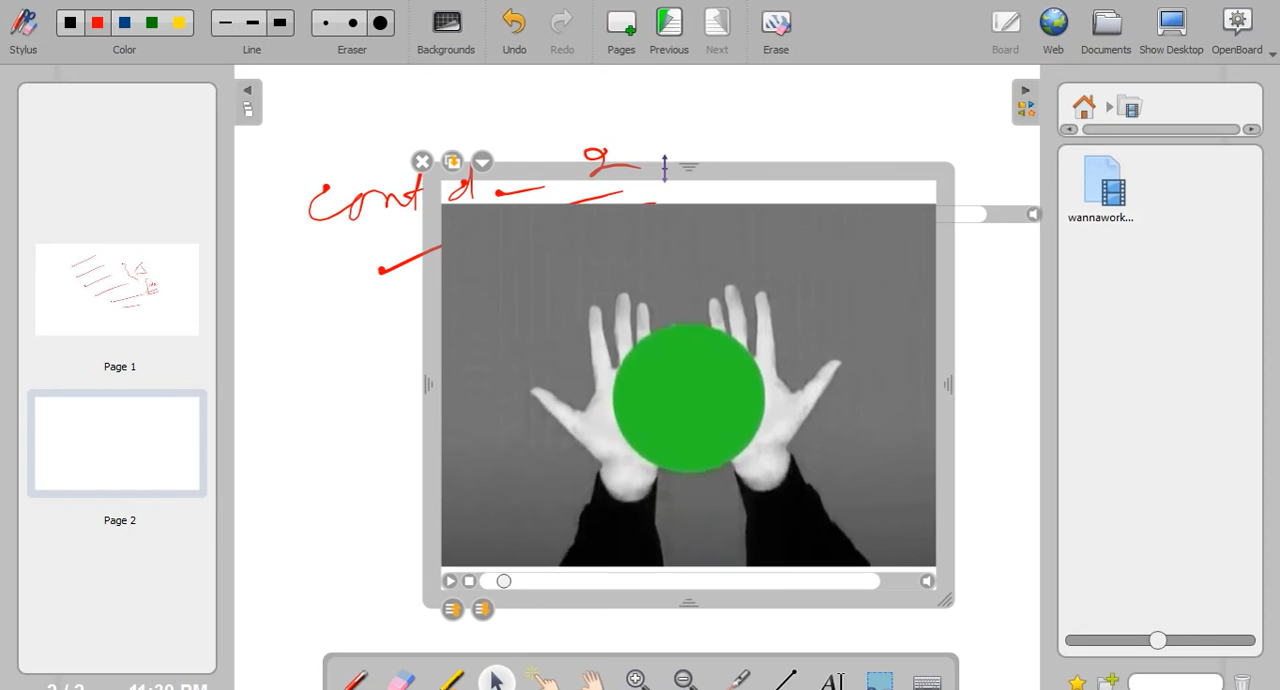 Stylus Color Line Eraser Backgrounds Undo Redo Pages Previous Next Erase Board Web Documents Show Desktop OpenBoard
cont d - 2
wannawork...
Page 1
Page 2